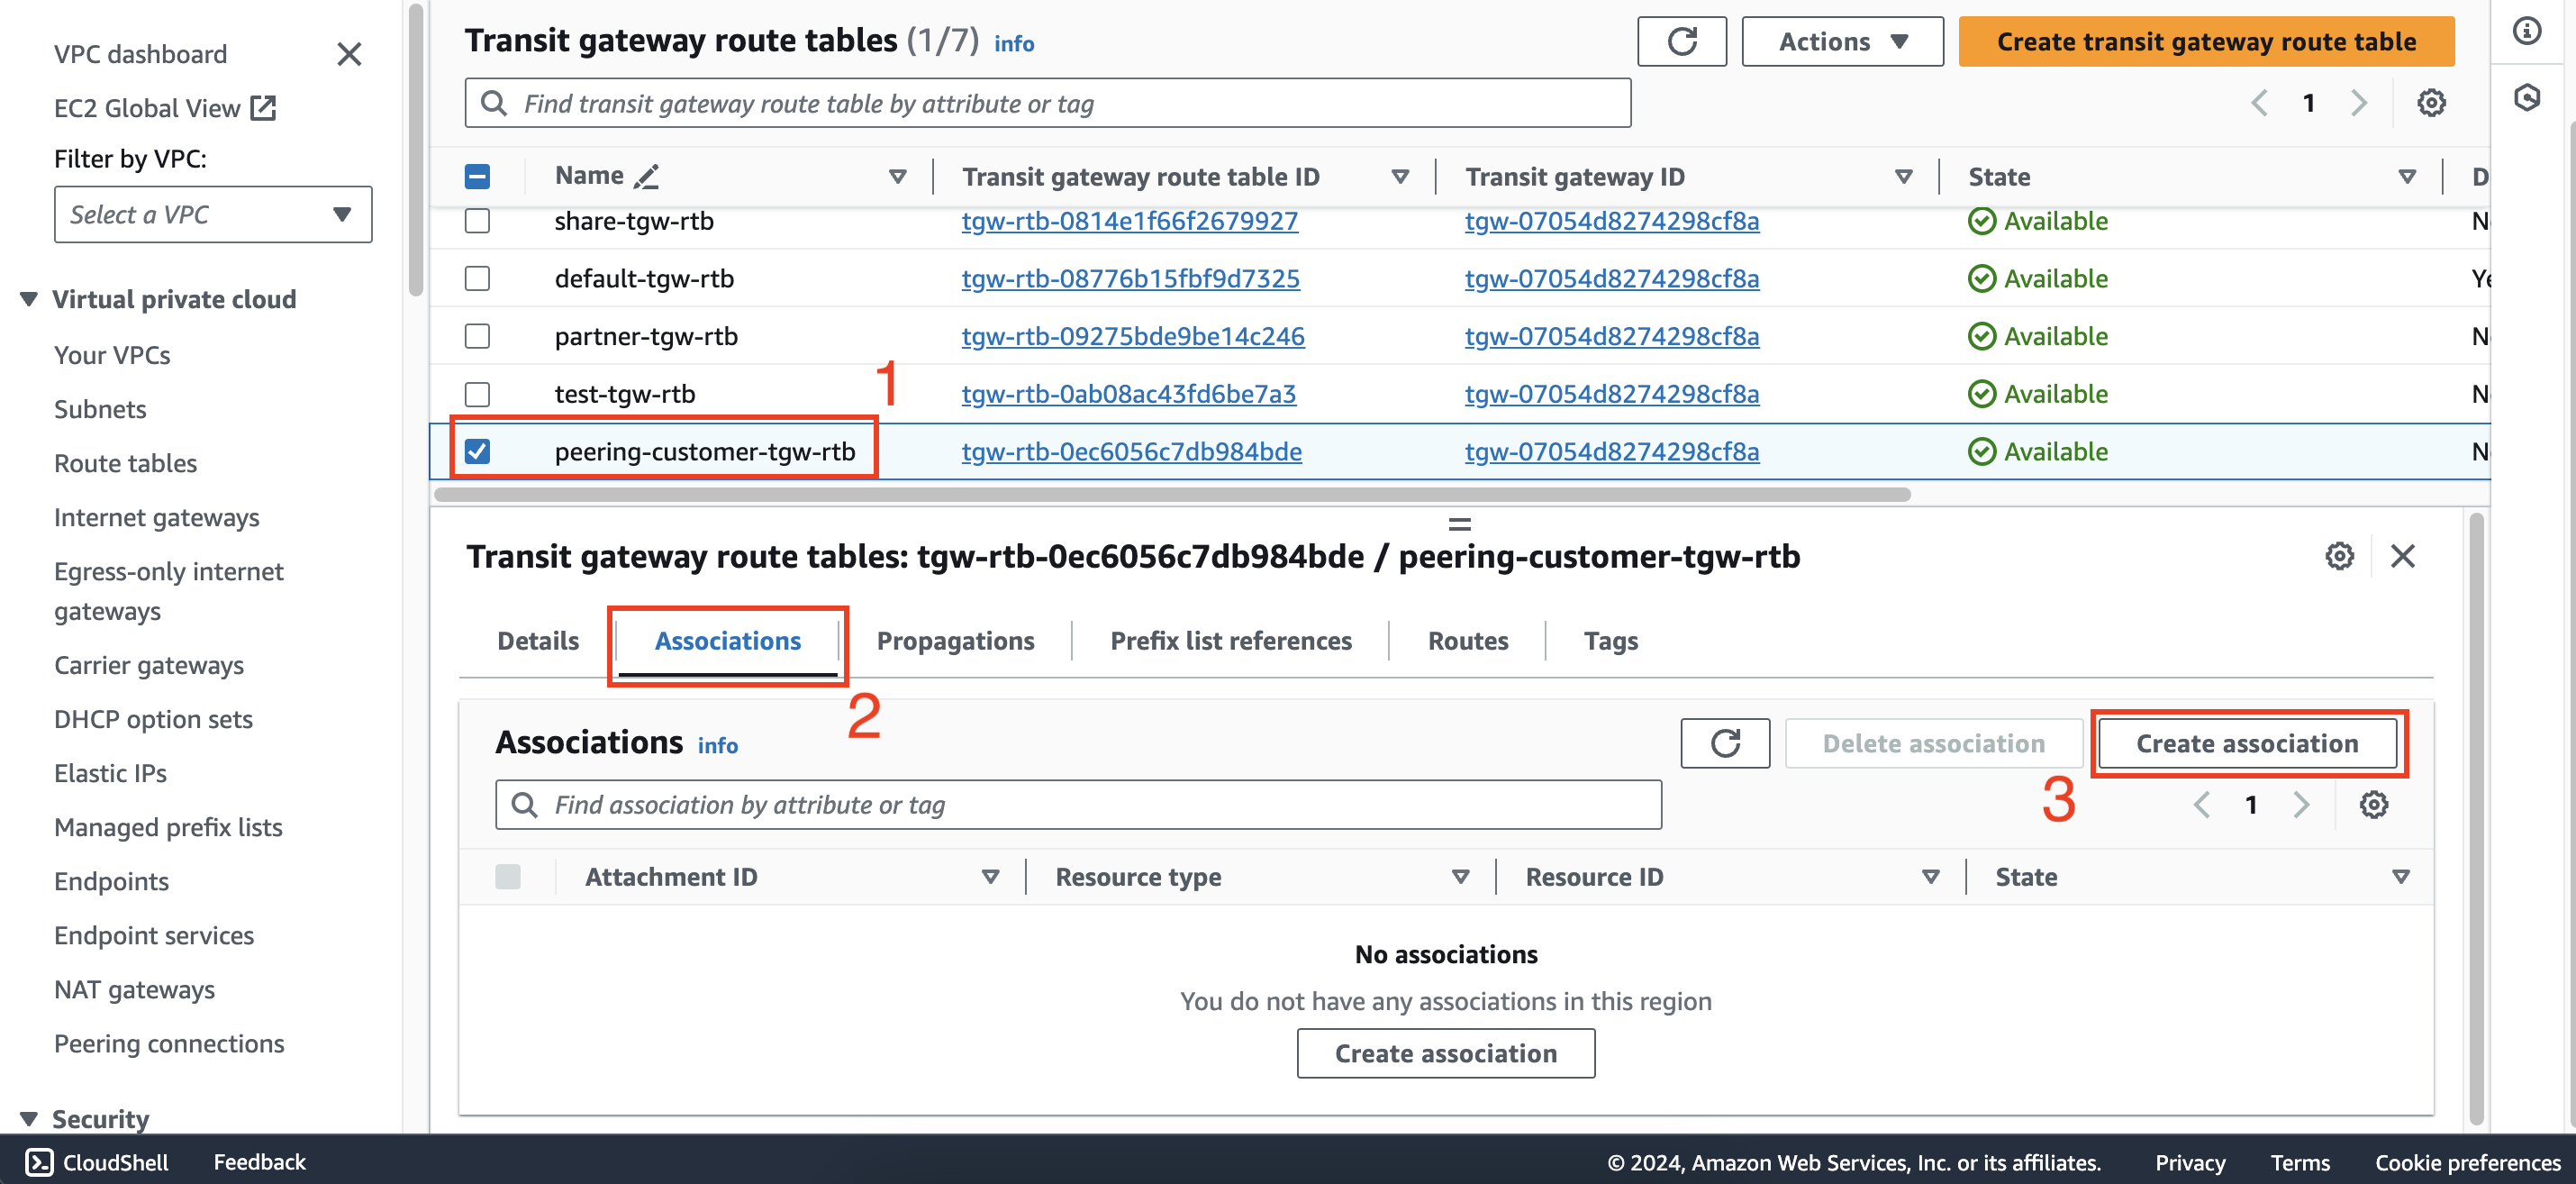 VPC dashboard
EC2 Global View
Filter by VPC:
Select a VPC
Virtual private cloud
Your VPCs
Subnets
Route tables
Internet gateways
Egress-only internet
gateways
Carrier gateways
DHCP option sets
Elastic IPs
Managed prefix lists
Endpoints
Endpoint services
NAT gateways
Peering connections
Security
Transit gateway route tables (1/7) info
Actions
Create transit gateway route table
Find transit gateway route table by attribute or tag
1
Name Transit gateway route table ID Transit gateway ID State D
share-tgw-rtb tgw-rtb-0814e1f66f2679927 tgw-07054d8274298cf8a Available N
default-tgw-rtb tgw-rtb-08776b15fbf9d7325 tgw-07054d8274298cf8a Available Ye
partner-tgw-rtb tgw-rtb-09275bde9be14c246 tgw-07054d8274298cf8a Available N
1
test-tgw-rtb tgw-rtb-0ab08ac43fd6be7a3 tgw-07054d8274298cf8a Available N
peering-customer-tgw-rtb tgw-rtb-0ec6056c7db984bde tgw-07054d8274298cf8a Available N
Transit gateway route tables: tgw-rtb-0ec6056c7db984bde / peering-customer-tgw-rtb
Details Associations Propagations Prefix list references Routes Tags
2
Associations info
Delete association
Create association
3
Find association by attribute or tag
1
Attachment ID Resource type Resource ID State
No associations
You do not have any associations in this region
Create association
CloudShell Feedback © 2024, Amazon Web Services, Inc. or its affiliates. Privacy Terms Cookie preferences